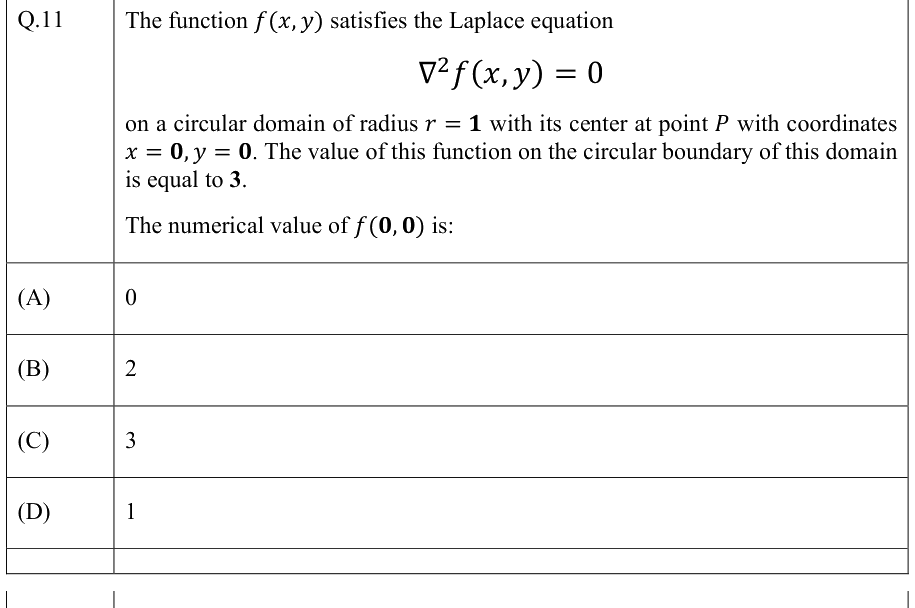 Q.11 The function f(x, y) satisfies the Laplace equation
∇²f(x, y) = 0
on a circular domain of radius r = 1 with its center at point P with coordinates
x = 0, y = 0. The value of this function on the circular boundary of this domain
is equal to 3.
The numerical value of f(0, 0) is:
(A) 0
(B) 2
(C) 3
(D) 1